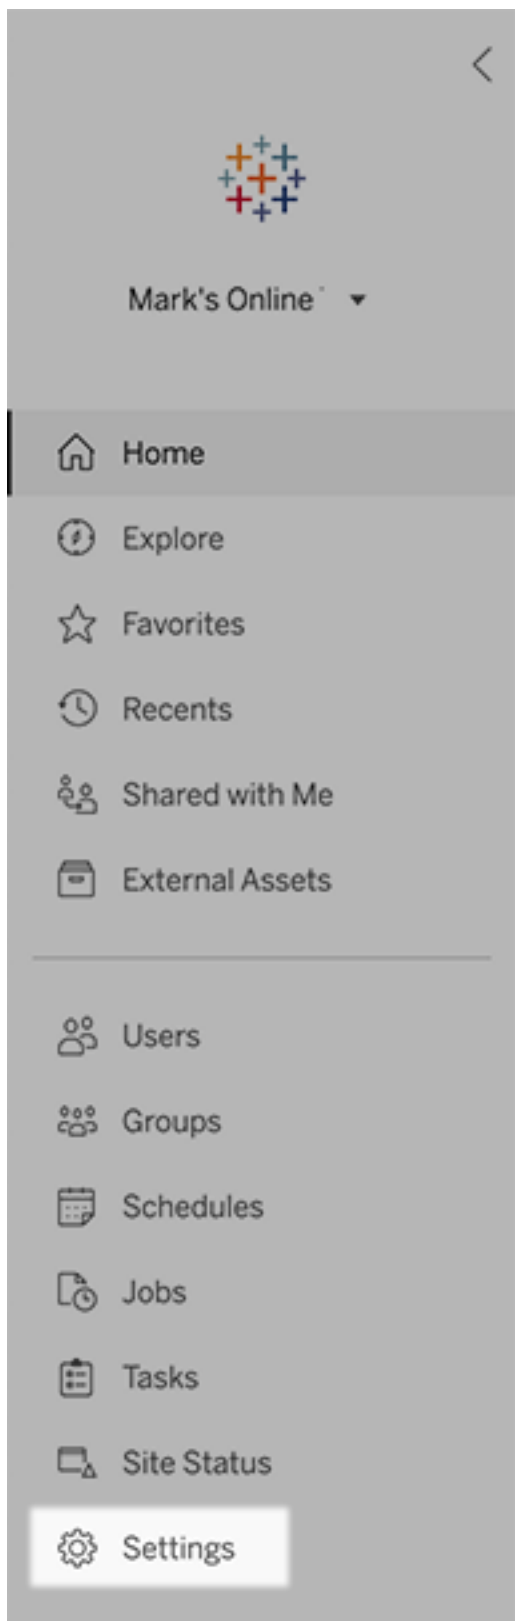 Mark's Online
Home
Explore
Favorites
Recents
Shared with Me
External Assets
Users
Groups
Schedules
Jobs
Tasks
Site Status
Settings